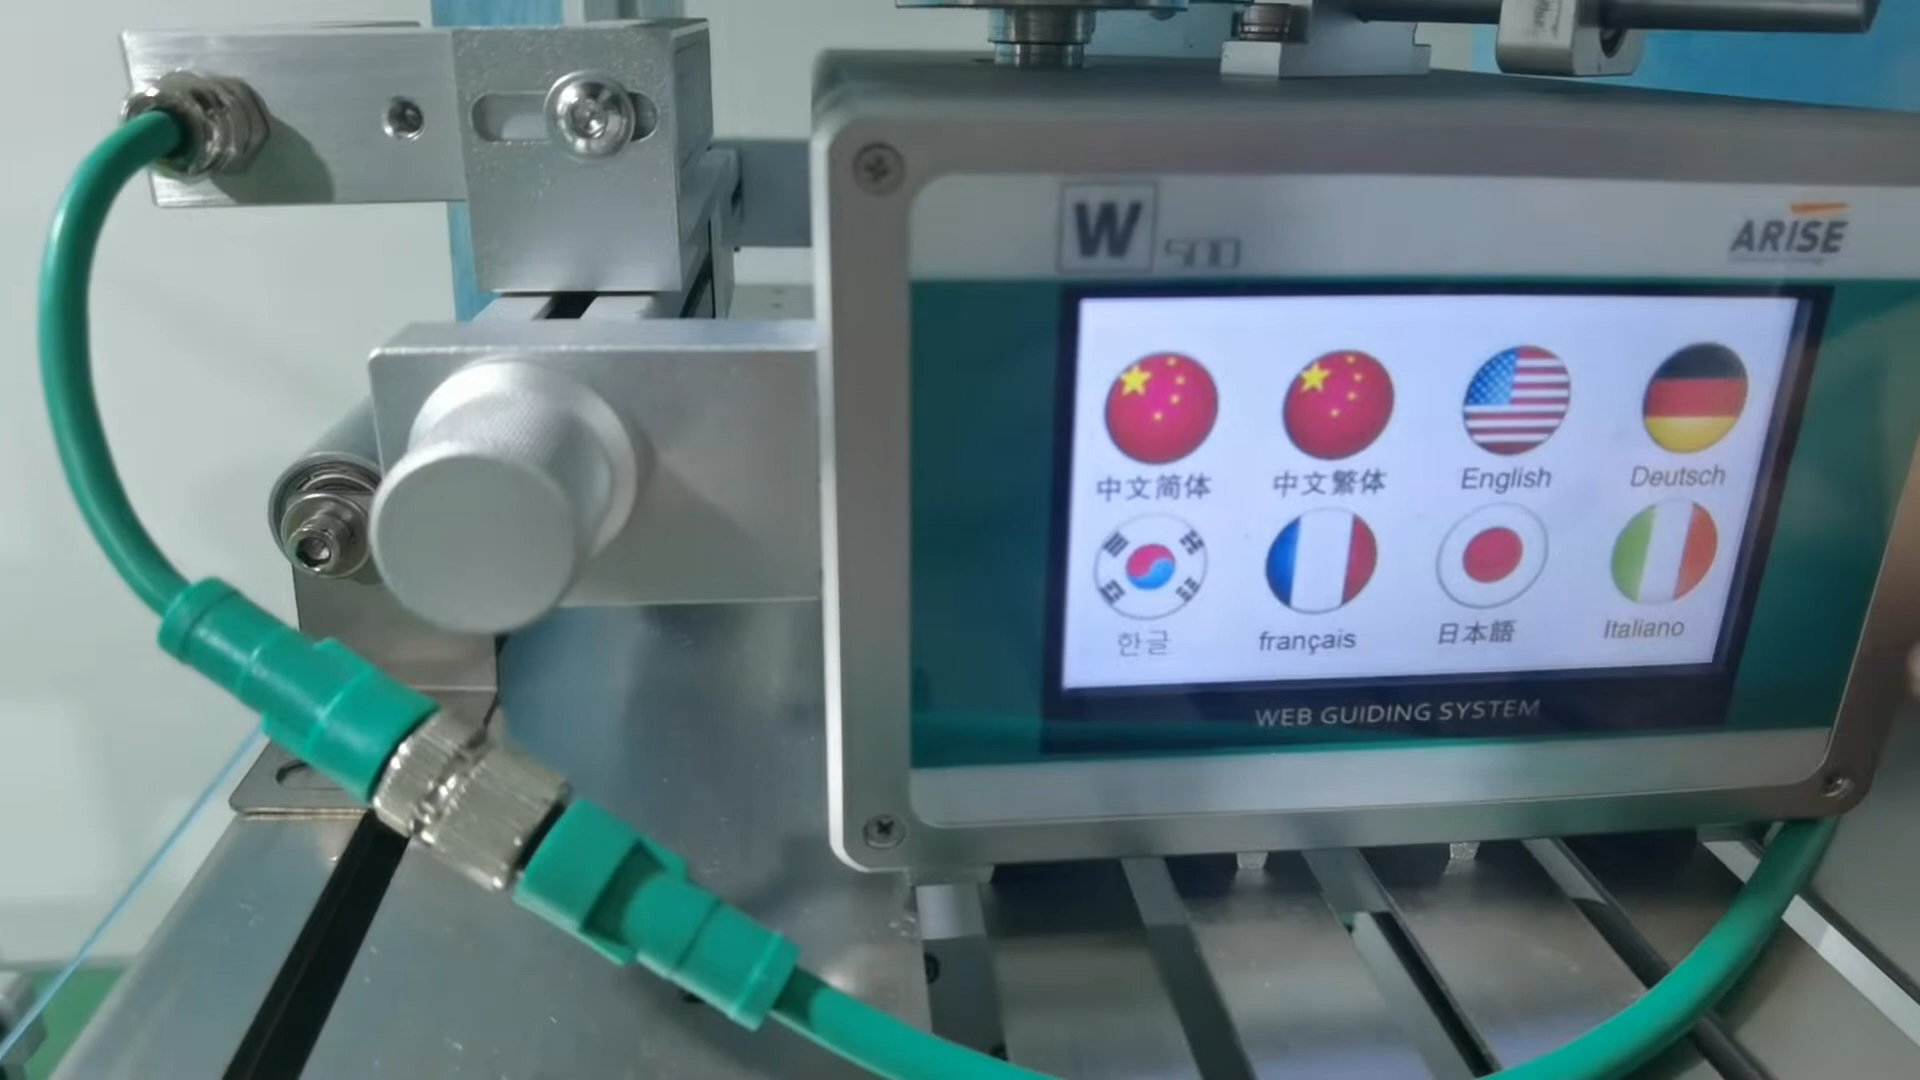 W 500
ARISE
中文简体
中文繁体
English
Deutsch
한글
français
日本語
Italiano
WEB GUIDING SYSTEM